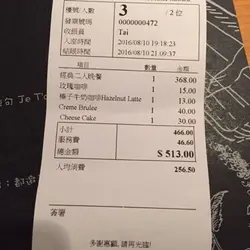 檯號/人數 3 / 2 位
發票號碼 0000000472
收銀員 Tai
入座時間 2016/08/10 19:18:23
結賬時間 2016/08/10 21:09:37
項目 數量 金額
經典二人晚餐 1 368.00
玫瑰咖啡 1 15.00
榛子牛奶咖啡Hazelnut Latte 1 13.00
Creme Brulee 1 40.00
Cheese Cake 1 30.00
小計 466.00
服務費 46.60
總金額 $ 513.00
人均消費 256.50
簽署
多謝惠顧, 請再光臨!